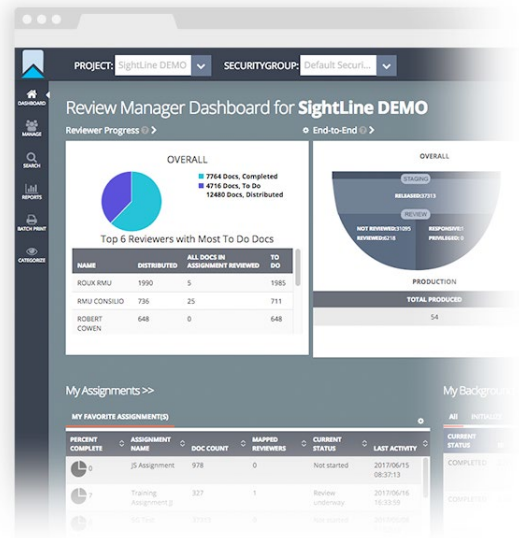 PROJECT: SightLine DEMO SECURITYGROUP: Default Securi...
DASHBOARD
MANAGE
SEARCH
REPORTS
BATCH PRINT
CATEGORIZE
Review Manager Dashboard for SightLine DEMO
Reviewer Progress
OVERALL
7764 Docs, Completed
4716 Docs, To Do
12480 Docs, Distributed
Top 6 Reviewers with Most To Do Docs
NAME DISTRIBUTED ALL DOCS IN ASSIGNMENT REVIEWED TO DO
ROUX RMU 1990 5 1985
RMU CONSILIO 736 25 711
ROBERT COWEN 648 0 648
End-to-End
OVERALL
STAGING
RELEASED:37313
REVIEW
NOT REVIEWED:31095 RESPONSIVE:
REVIEWED:6218 PRIVILEGED:
PRODUCTION
TOTAL PRODUCED
54
My Assignments >>
MY FAVORITE ASSIGNMENT(S)
PERCENT COMPLETE ASSIGNMENT NAME DOC COUNT MAPPED REVIEWERS CURRENT STATUS LAST ACTIVITY
0 JS Assignment 978 0 Not started 2017/06/15 08:37:13
7 Training 327 1 Review underway 2017/06/16
My Backgroun
All
CURRENT STATUS
COMPLETED
COMPLETED